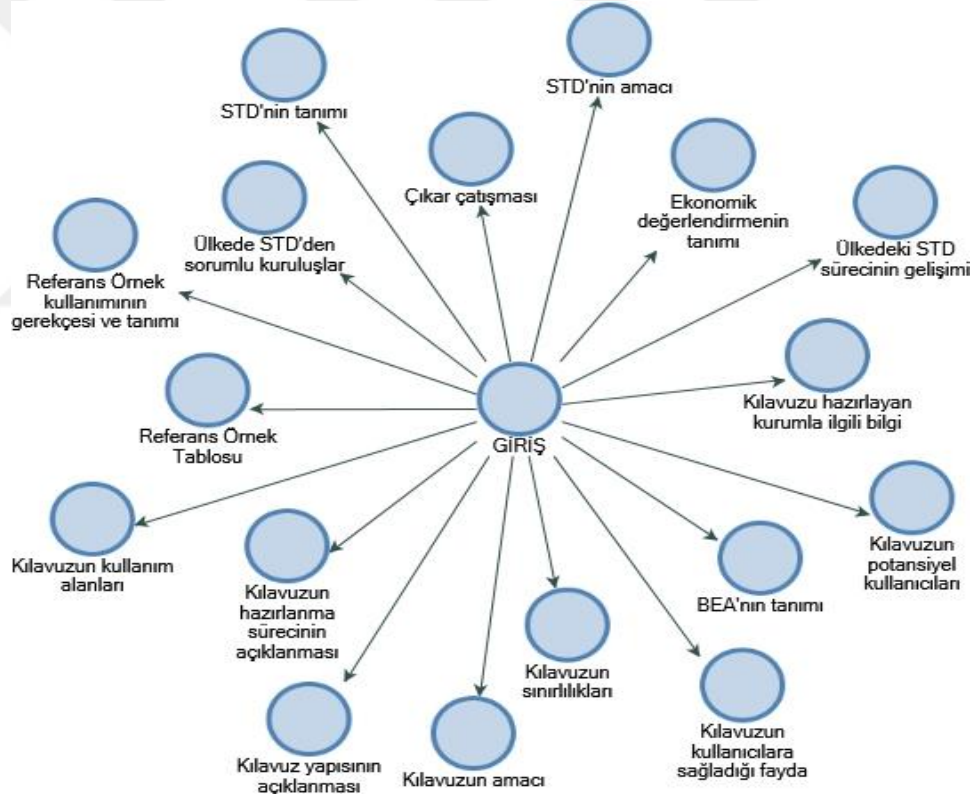 STD'nin amacı
STD'nin tanımı
Çıkar çatışması
Ekonomik
değerlendirmenin
tanımı
Ülkede STD'den
sorumlu kuruluşlar
Ülkedeki STD
sürecinin gelişimi
Referans Örnek
kullanımının
gerekçesi ve tanımı
Kılavuzu hazırlayan
kurumla ilgili bilgi
Referans Örnek
Tablosu
GİRİŞ
Kılavuzun kullanım
alanları
Kılavuzun
potansiyel
kullanıcıları
Kılavuzun
hazırlanma
sürecinin
açıklanması
BEA'nın tanımı
Kılavuzun
sınırlılıkları
Kılavuzun
kullanıcılara
sağladığı fayda
Kılavuz yapısının
açıklanması
Kılavuzun amacı